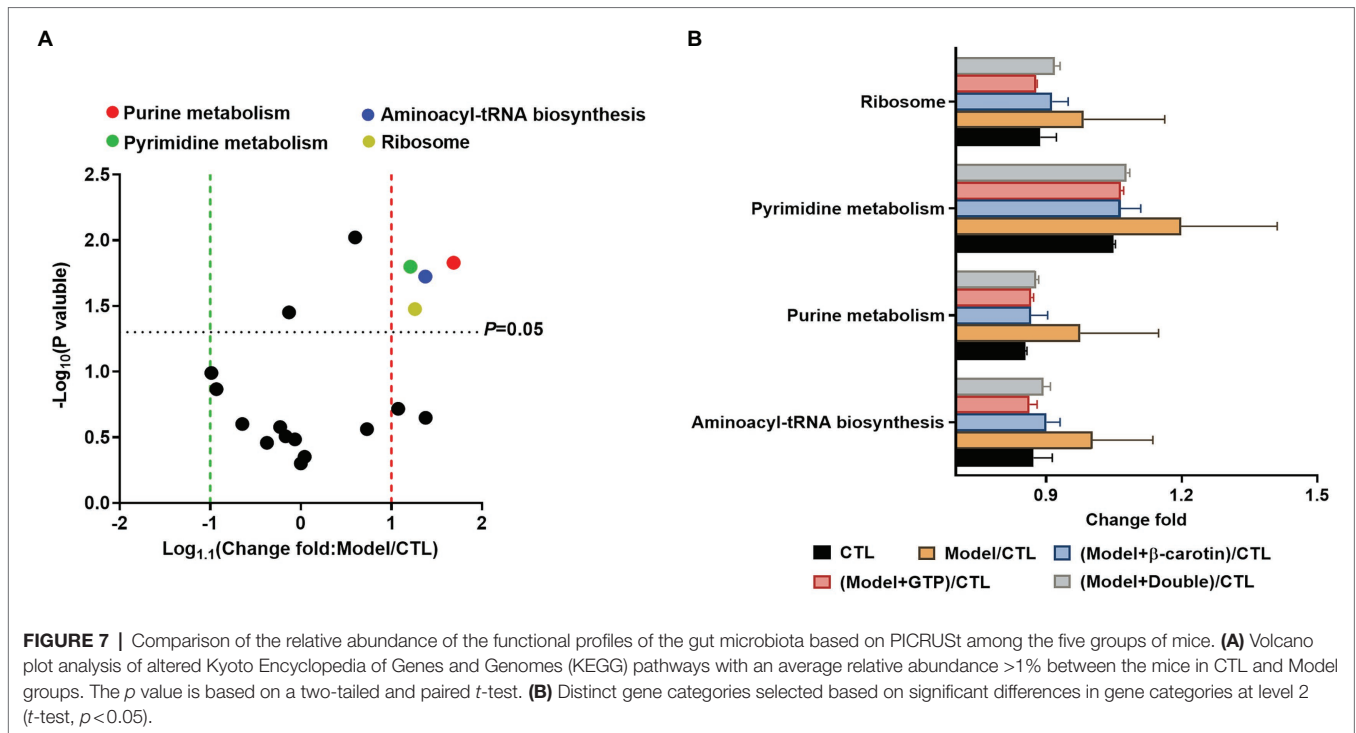 A
Purine metabolism
Aminoacyl-tRNA biosynthesis
Pyrimidine metabolism
Ribosome
2.5
2.0
1.5
1.0
0.5
0.0
-Log10(P valuble)
P=0.05
-2 -1 0 1 2
Log1.1(Change fold:Model/CTL)
B
Ribosome
Pyrimidine metabolism
Purine metabolism
Aminoacyl-tRNA biosynthesis
0.9 1.2 1.5
Change fold
CTL Model/CTL (Model+β-carotin)/CTL
(Model+GTP)/CTL (Model+Double)/CTL
FIGURE 7 | Comparison of the relative abundance of the functional profiles of the gut microbiota based on PICRUSt among the five groups of mice. (A) Volcano
plot analysis of altered Kyoto Encyclopedia of Genes and Genomes (KEGG) pathways with an average relative abundance >1% between the mice in CTL and Model
groups. The p value is based on a two-tailed and paired t-test. (B) Distinct gene categories selected based on significant differences in gene categories at level 2
(t-test, p<0.05).